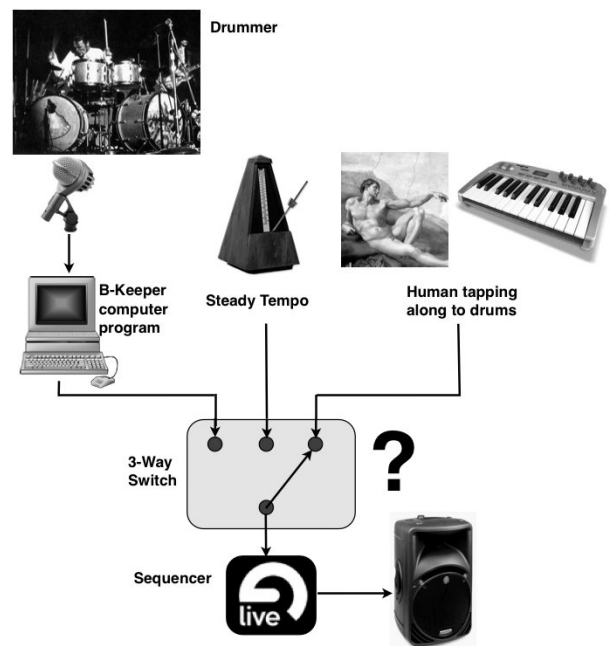 Drummer
B-Keeper
computer
program
Steady Tempo
Human tapping
along to drums
3-Way
Switch
?
Sequencer
live